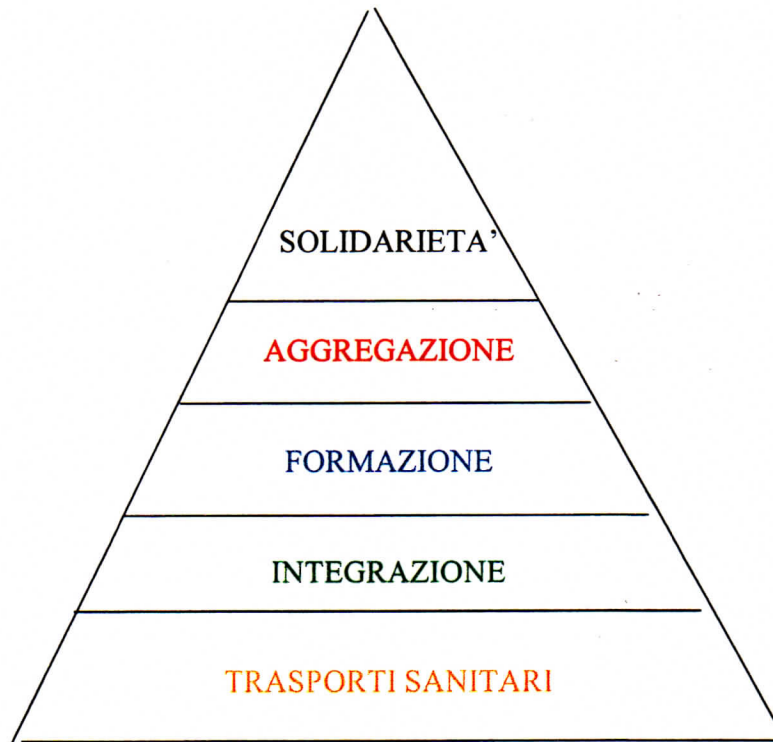 SOLIDARIETA'
AGGREGAZIONE
FORMAZIONE
INTEGRAZIONE
TRASPORTI SANITARI